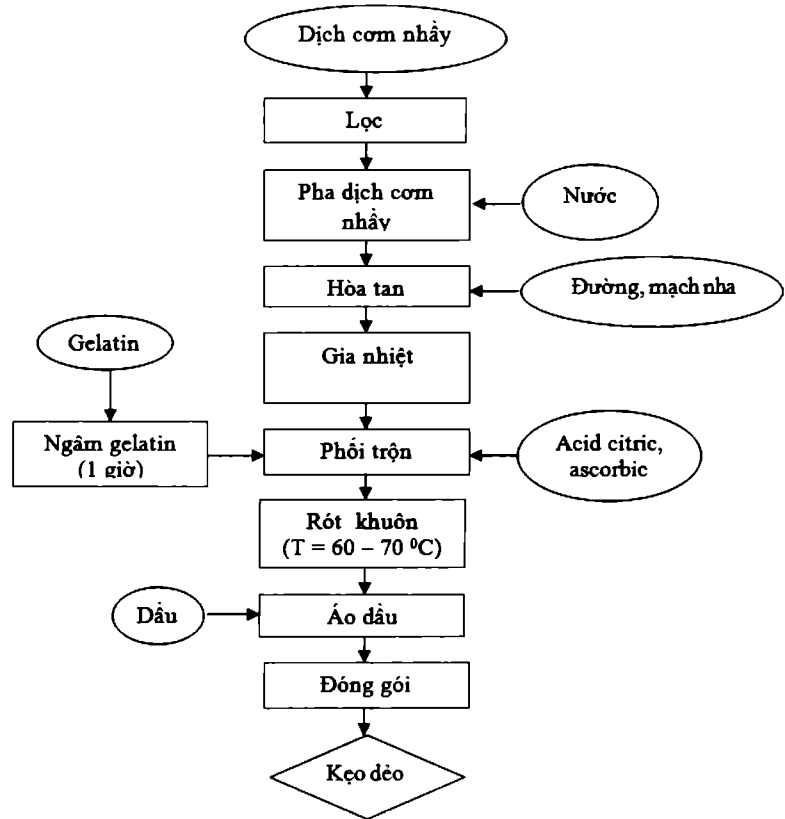 Dịch cơm nhầy
Lọc
Pha dịch cơm
nhầy
Nước
Hòa tan
Đường, mạch nha
Gelatin
Gia nhiệt
Ngâm gelatin
(1 giờ)
Phối trộn
Acid citric,
ascorbic
Rót khuôn
(T = 60 – 70 ⁰C)
Dầu
Áo dầu
Đóng gói
Kẹo dẻo